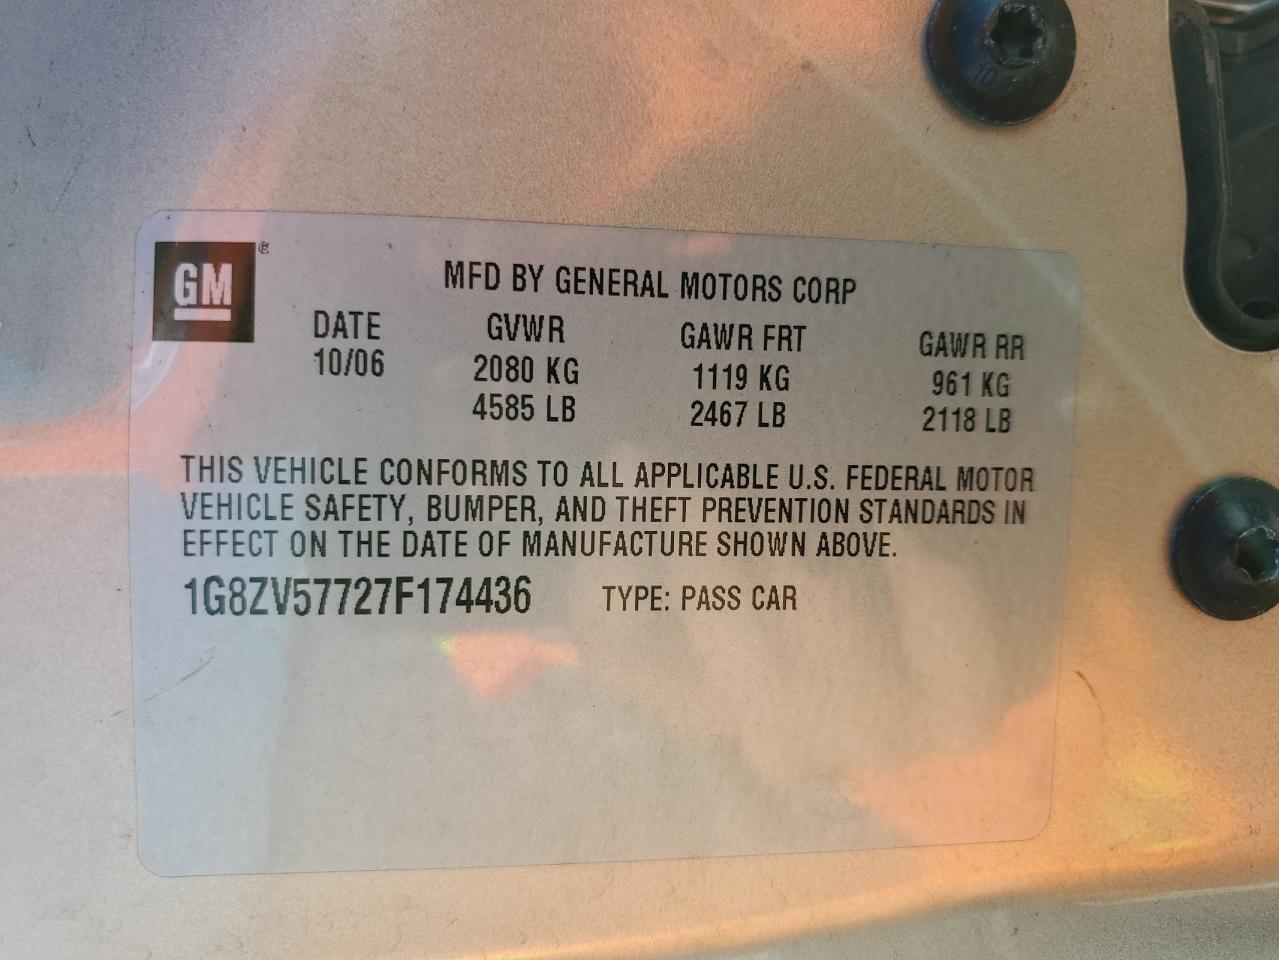 GM ®
MFD BY GENERAL MOTORS CORP
DATE GVWR GAWR FRT GAWR RR
10/06 2080 KG 1119 KG 961 KG
4585 LB 2467 LB 2118 LB
THIS VEHICLE CONFORMS TO ALL APPLICABLE U.S. FEDERAL MOTOR
VEHICLE SAFETY, BUMPER, AND THEFT PREVENTION STANDARDS IN
EFFECT ON THE DATE OF MANUFACTURE SHOWN ABOVE.
1G8ZV57727F174436 TYPE: PASS CAR
10